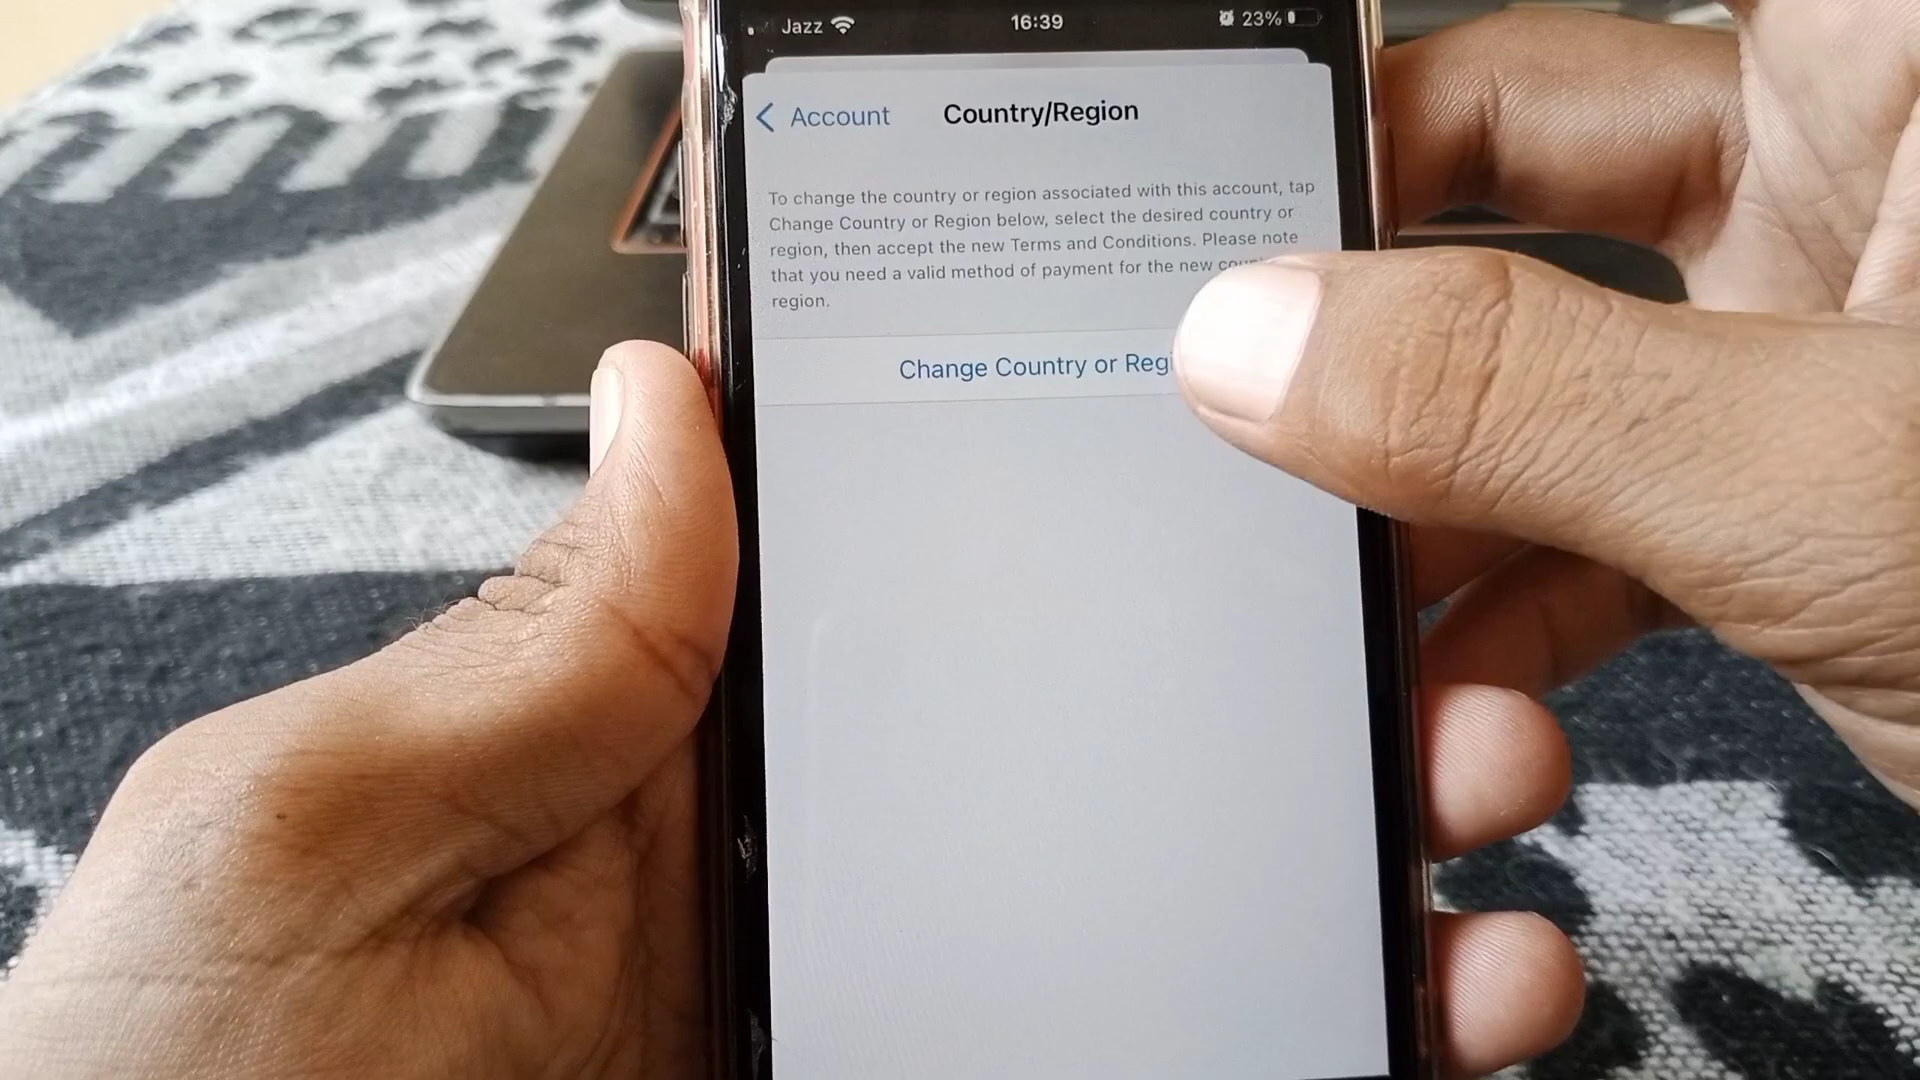 Jazz 16:39 23%
Account Country/Region
To change the country or region associated with this account, tap
Change Country or Region below, select the desired country or
region, then accept the new Terms and Conditions. Please note
that you need a valid method of payment for the new
region.
Change Country or Regi